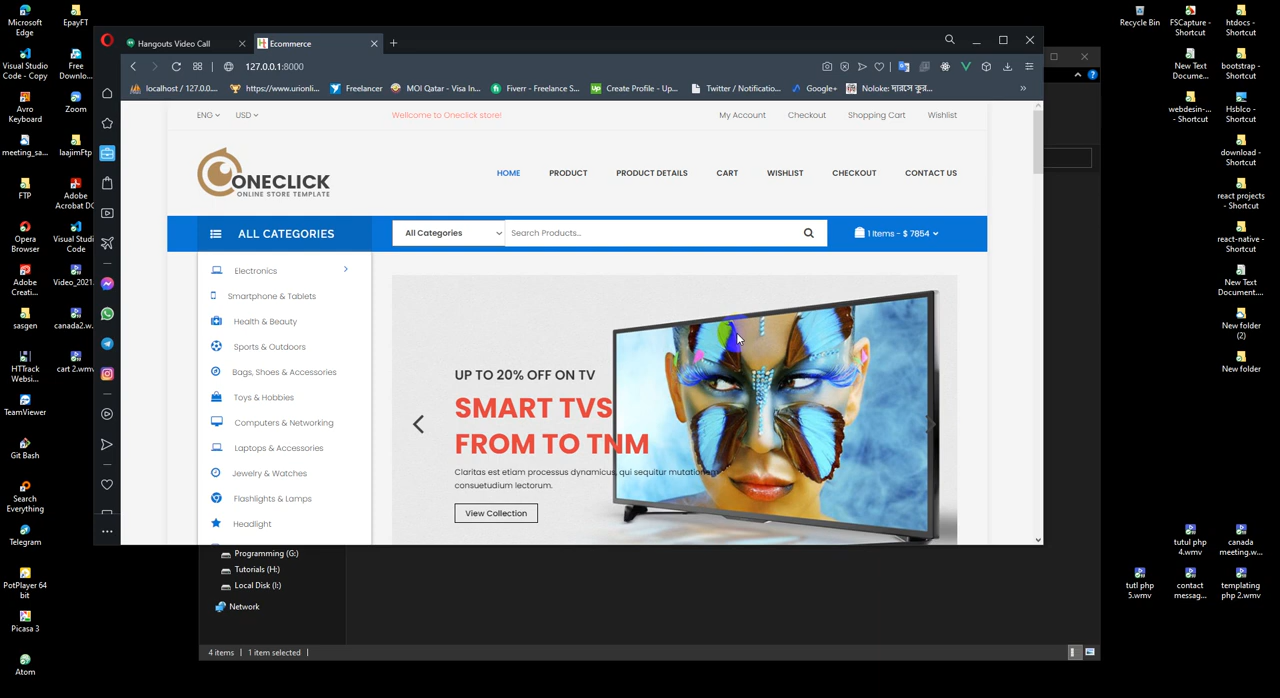 Microsoft Edge
EpayFT
Visual Studio Code - Copy
Free Downlo...
Avro Keyboard
Zoom
meeting_sa...
laajimFtp
FTP
Adobe Acrobat DC
Opera Browser
Visual Studio Code
Adobe Creati...
Video_2021...
sasgen
canada2.w...
HTTrack Websi...
cart 2.wmv
TeamViewer
Git Bash
Search Everything
Telegram
PotPlayer 64 bit
Picasa 3
Atom
Hangouts Video Call
Ecommerce
127.0.0.1:8000
localhost / 127.0....
https://www.urionli...
Freelancer
MOI Qatar - Visa In...
Fiverr - Freelance S...
Create Profile - Up...
Twitter / Notificatio...
Google+
ENG
USD
Wellcome to Oneclick store!
My Account
Checkout
Shopping Cart
Wishlist
ONECLICK
ONLINE STORE TEMPLATE
HOME
PRODUCT
PRODUCT DETAILS
CART
WISHLIST
CHECKOUT
CONTACT US
ALL CATEGORIES
All Categories
Search Products...
1 Items - $ 7854
Electronics
Smartphone & Tablets
Health & Beauty
Sports & Outdoors
Bags, Shoes & Accessories
Toys & Hobbies
Computers & Networking
Laptops & Accessories
Jewelry & Watches
Flashlights & Lamps
Headlight
UP TO 20% OFF ON TV
SMART TVS
FROM TO TNM
Claritas est etiam processus dynamicus, qui sequitur mutationem
consuetudium lectorum.
View Collection
Programming (G:)
Tutorials (H:)
Local Disk (I:)
Network
4 items
1 item selected
Recycle Bin
FSCapture - Shortcut
htdocs - Shortcut
New Text Docume...
bootstrap - Shortcut
webdesin-... - Shortcut
Hsblco - Shortcut
download - Shortcut
react projects - Shortcut
react-native - Shortcut
New Text Document....
New folder (2)
New folder
tutul php 4.wmv
canada meeting.w...
tutl php 5.wmv
contact messag...
templating php 2.wmv